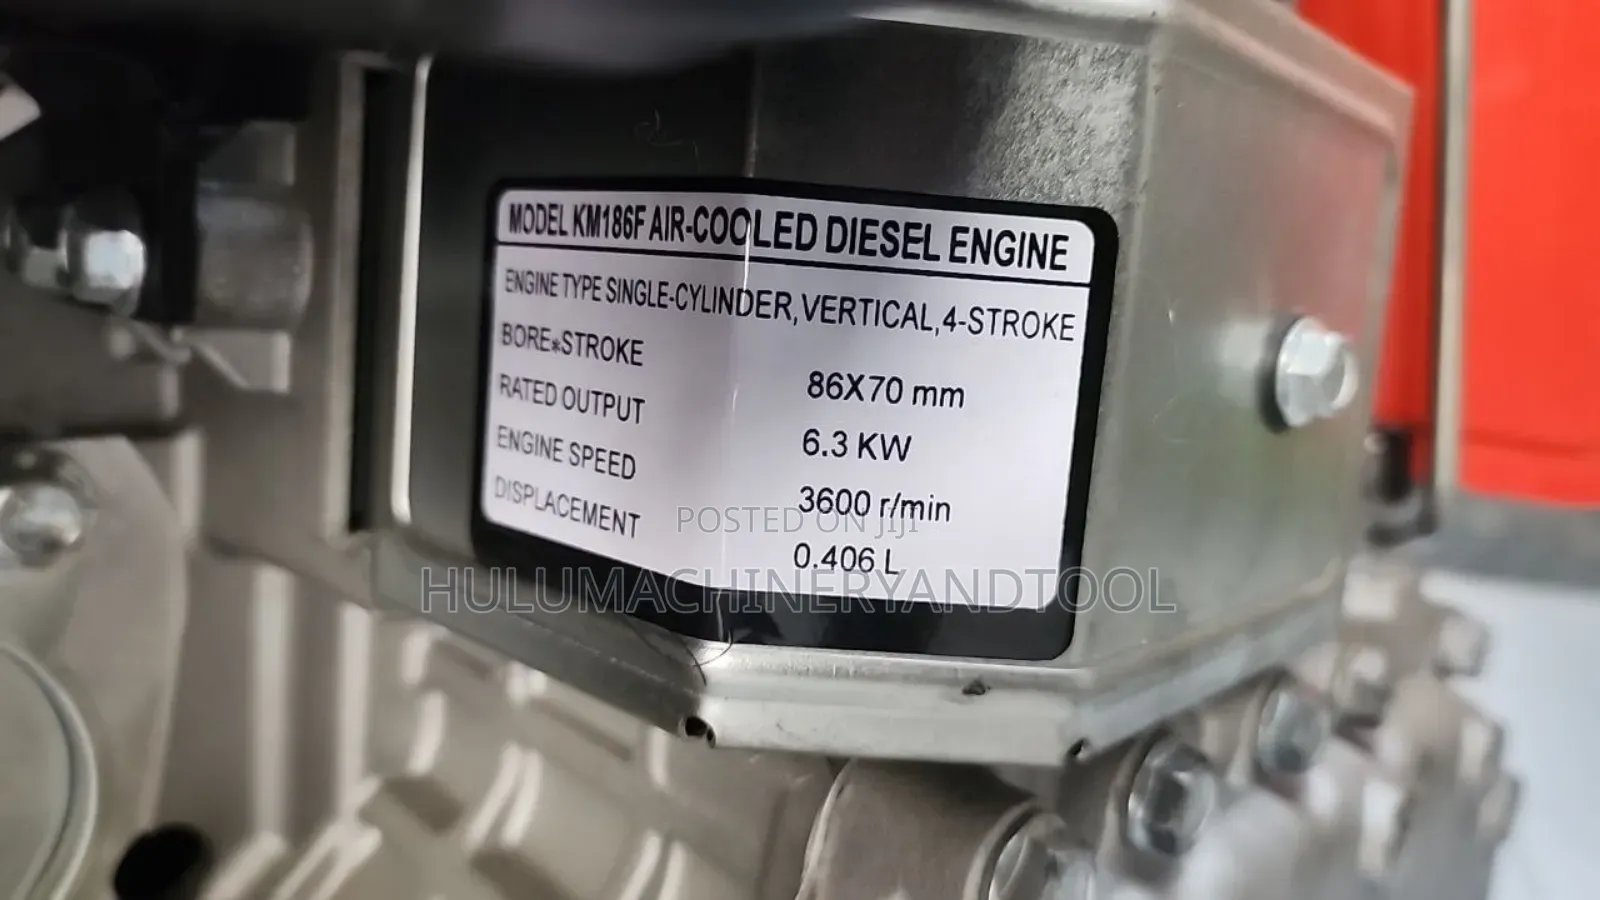 MODEL KM186F AIR-COOLED DIESEL ENGINE
ENGINE TYPE SINGLE-CYLINDER,VERTICAL,4-STROKE
BORE*STROKE 86X70 mm
RATED OUTPUT 6.3 KW
ENGINE SPEED 3600 r/min
DISPLACEMENT 0.406 L
POSTED ON JIJI
HULUMACHINERYANDTOOL